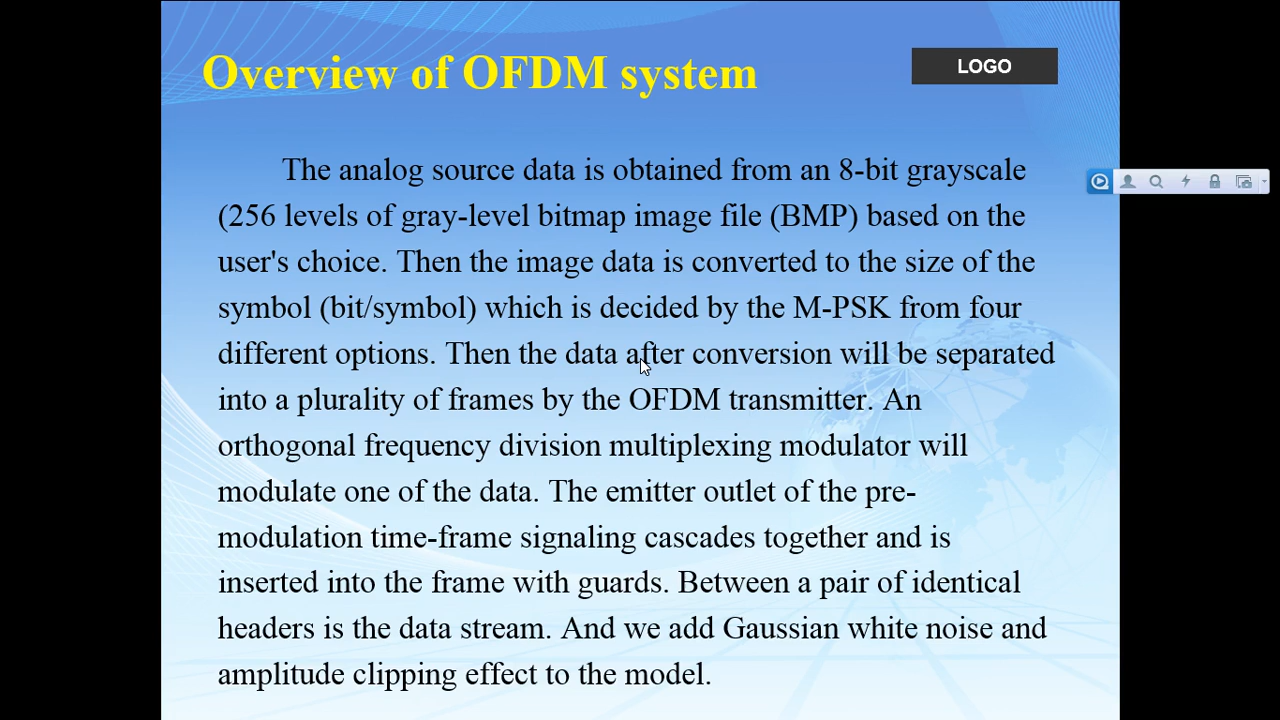 Overview of OFDM system
LOGO
The analog source data is obtained from an 8-bit grayscale
(256 levels of gray-level bitmap image file (BMP) based on the
user's choice. Then the image data is converted to the size of the
symbol (bit/symbol) which is decided by the M-PSK from four
different options. Then the data after conversion will be separated
into a plurality of frames by the OFDM transmitter. An
orthogonal frequency division multiplexing modulator will
modulate one of the data. The emitter outlet of the pre-
modulation time-frame signaling cascades together and is
inserted into the frame with guards. Between a pair of identical
headers is the data stream. And we add Gaussian white noise and
amplitude clipping effect to the model.